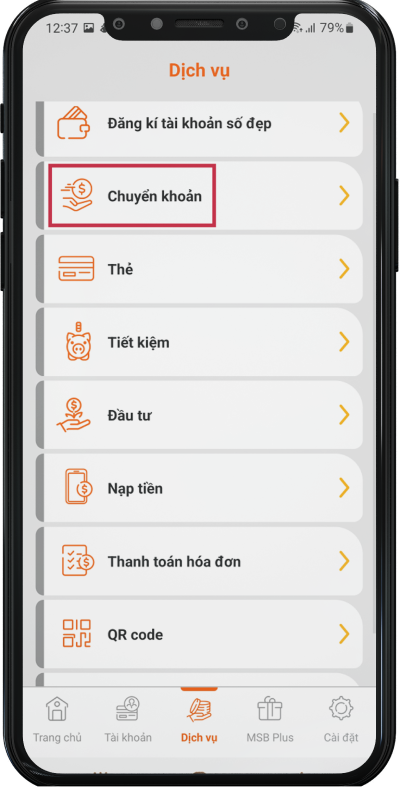 12:37 79%
Dịch vụ
Đăng kí tài khoản số đẹp
Chuyển khoản
Thẻ
Tiết kiệm
Đầu tư
Nạp tiền
Thanh toán hóa đơn
QR code
Trang chủ Tài khoản Dịch vụ MSB Plus Cài đặt